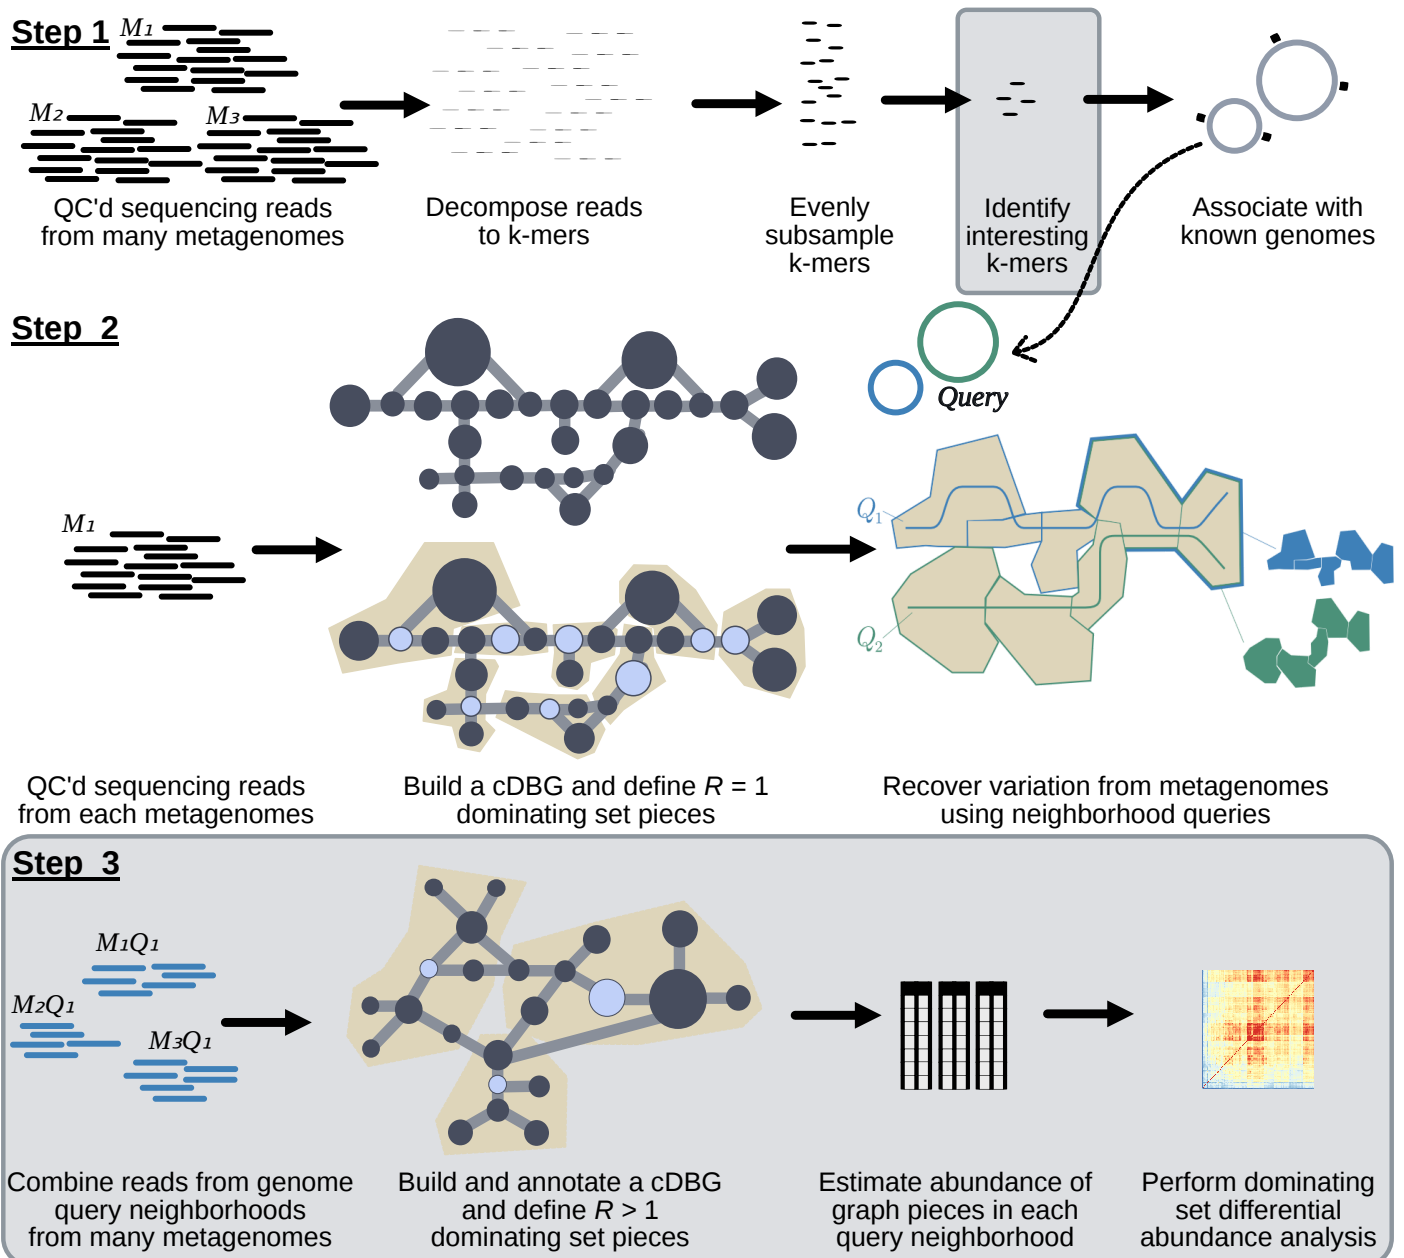 Step 1
M₁
M₂
M₃
QC'd sequencing reads
from many metagenomes
Decompose reads
to k-mers
Evenly
subsample
k-mers
Identify
interesting
k-mers
Associate with
known genomes
Step 2
Query
M₁
Q₁
Q₂
QC'd sequencing reads
from each metagenomes
Build a cDBG and define R = 1
dominating set pieces
Recover variation from metagenomes
using neighborhood queries
Step 3
M₁Q₁
M₂Q₁
M₃Q₁
Combine reads from genome
query neighborhoods
from many metagenomes
Build and annotate a cDBG
and define R > 1
dominating set pieces
Estimate abundance of
graph pieces in each
query neighborhood
Perform dominating
set differential
abundance analysis